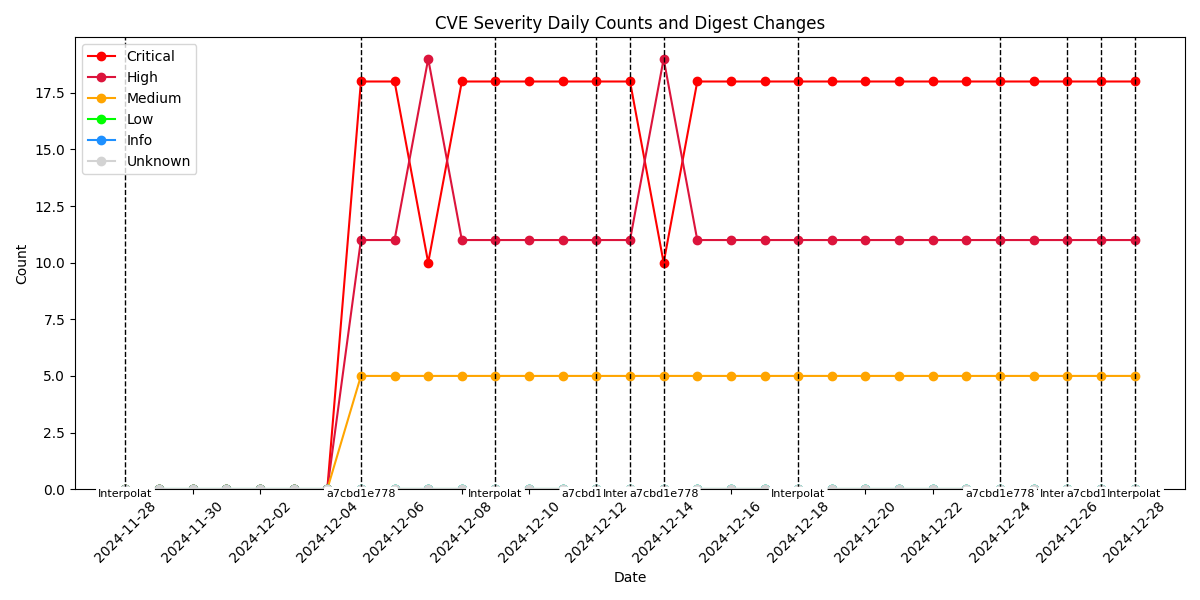 CVE Severity Daily Counts and Digest Changes
Critical
High
Medium
Low
Info
Unknown
Count
17.5
15.0
12.5
10.0
7.5
5.0
2.5
0.0
Interpolat
a7cbd1e778
Interpolat
a7cbd1
Inter
a7cbd1e778
Interpolat
a7cbd1e778
Inter
a7cbd1
Interpolat
2024-11-28
2024-11-30
2024-12-02
2024-12-04
2024-12-06
2024-12-08
2024-12-10
2024-12-12
2024-12-14
2024-12-16
2024-12-18
2024-12-20
2024-12-22
2024-12-24
2024-12-26
2024-12-28
Date